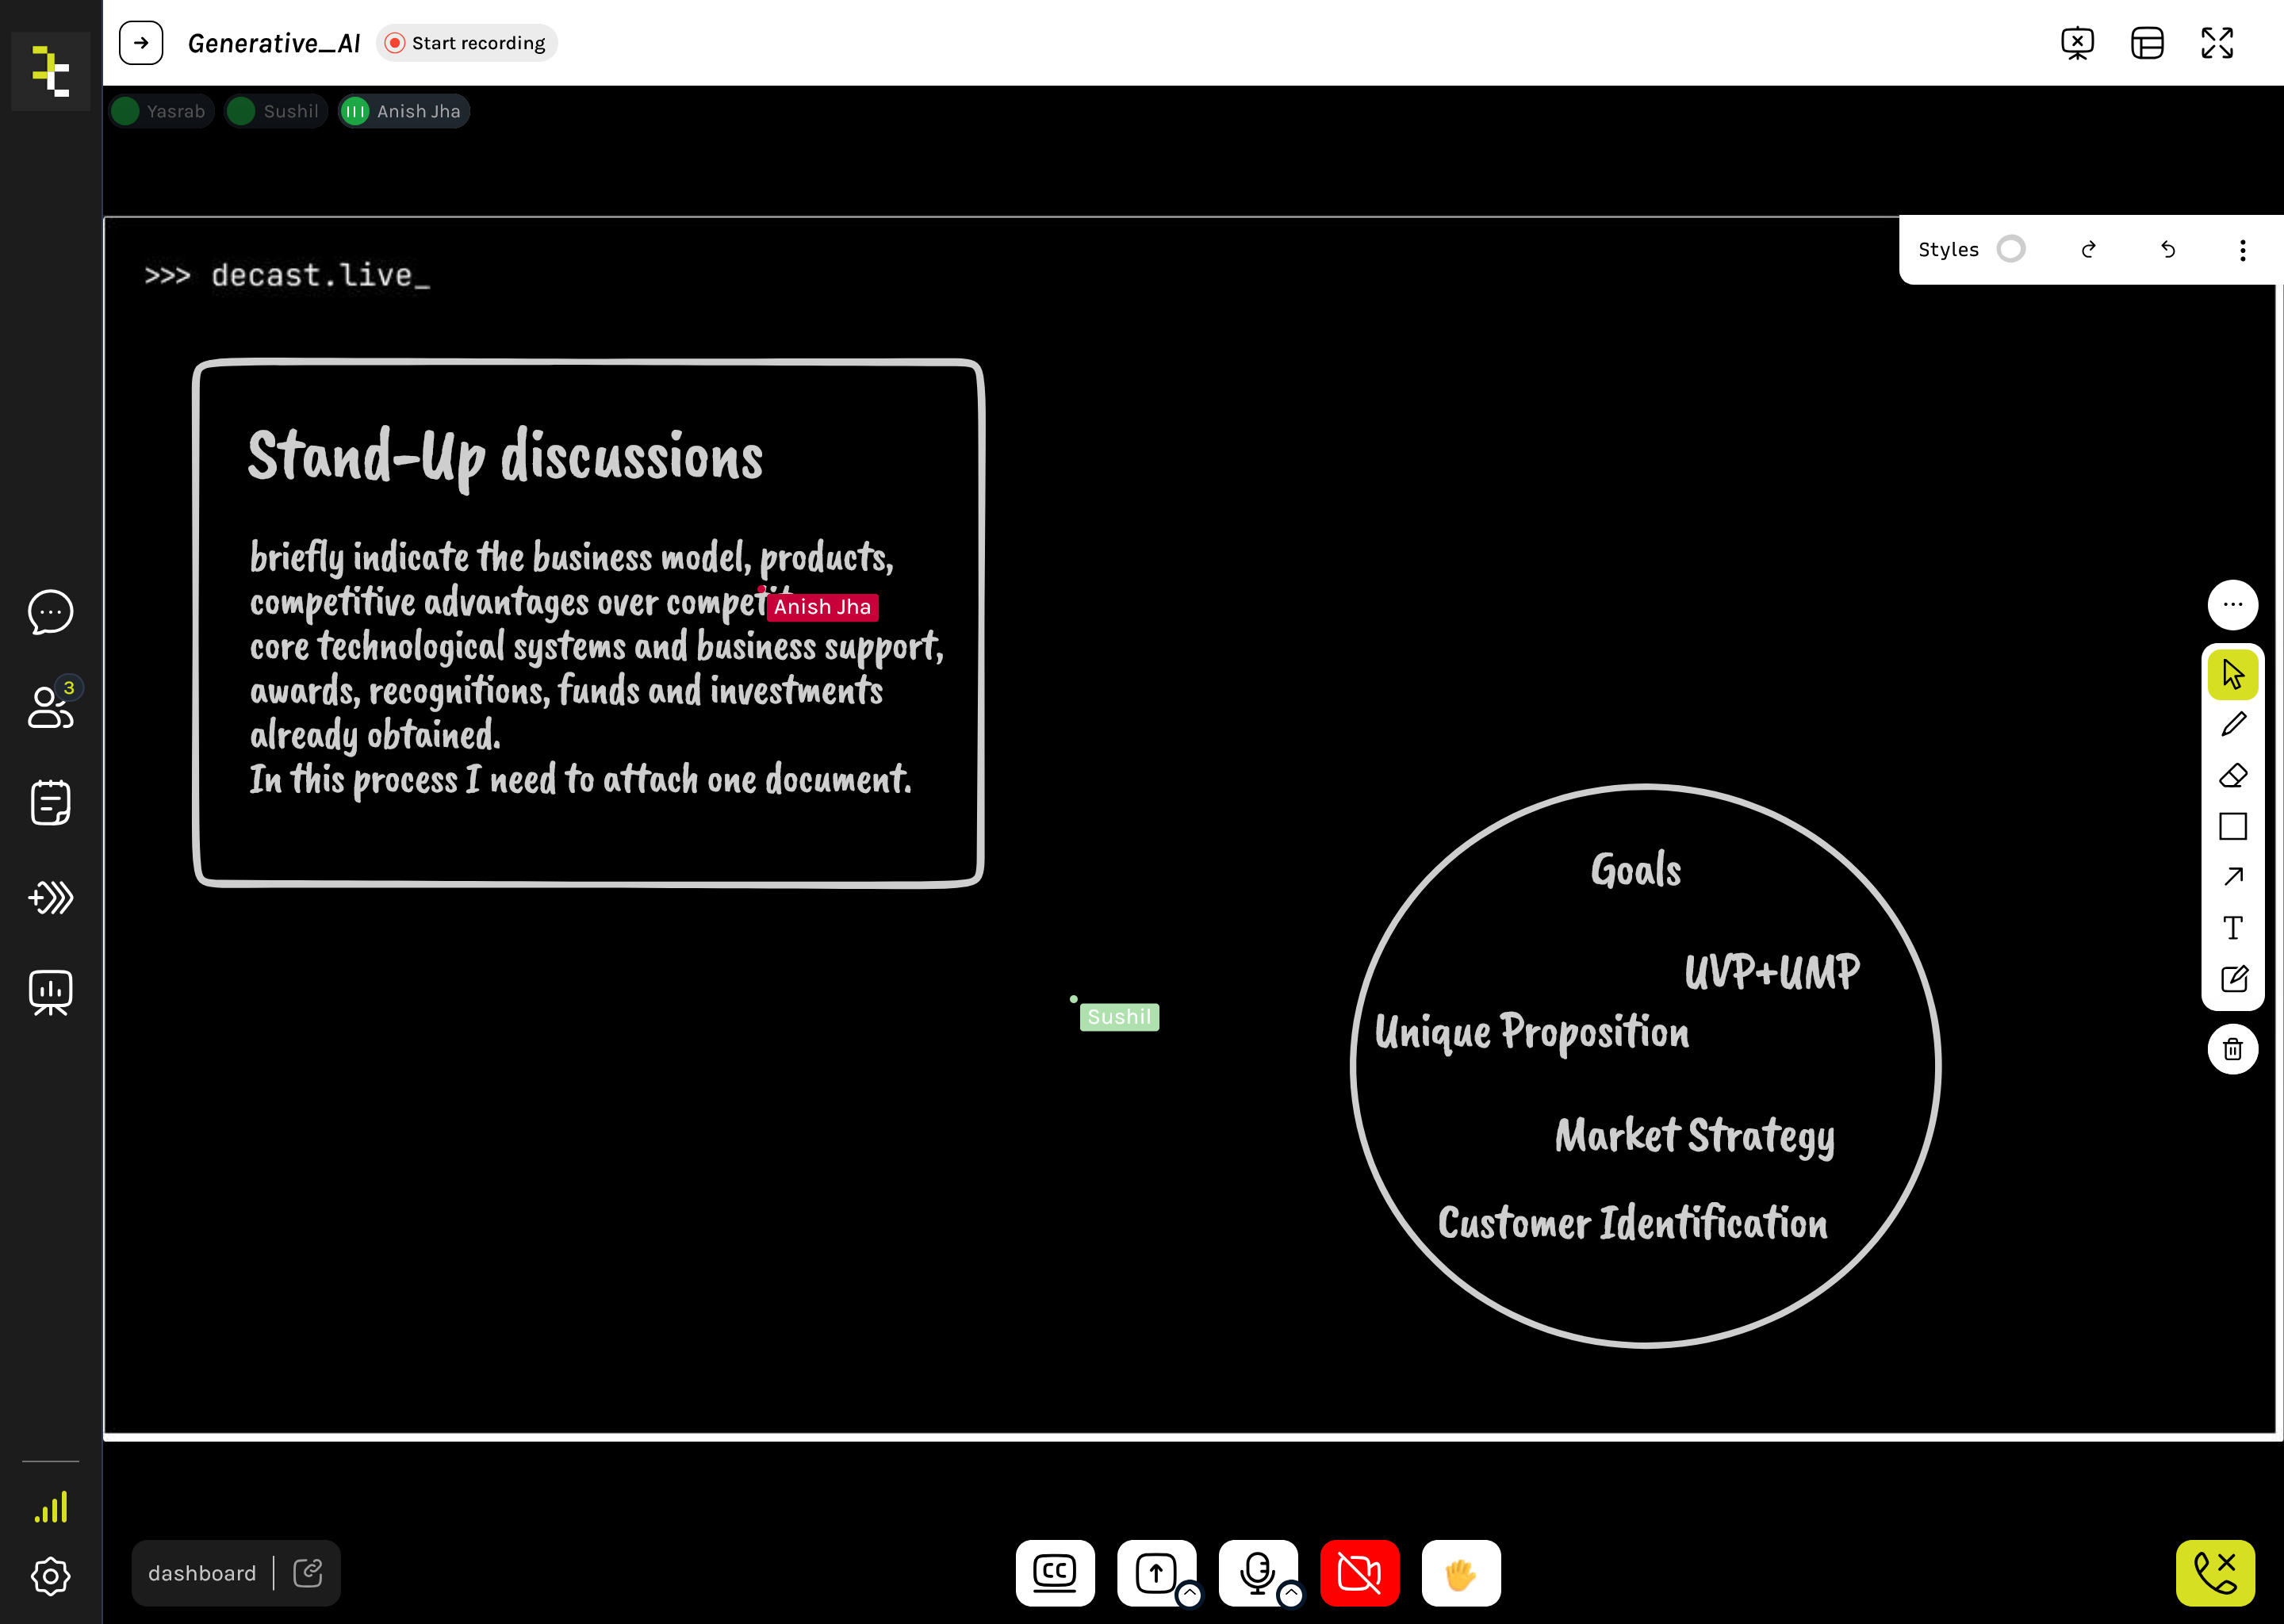 Generative_AI
Start recording
Yasrab
Sushil
Anish Jha
>>> decast.live_
Styles
Stand-Up discussions
briefly indicate the business model, products,
competitive advantages over
Anish Jha
core technological systems and business support,
awards, recognitions, funds and investments
already obtained.
In this process I need to attach one document.
3
Goals
UVP+UMP
Sushil
Unique Proposition
Market Strategy
Customer Identification
T
dashboard
CC